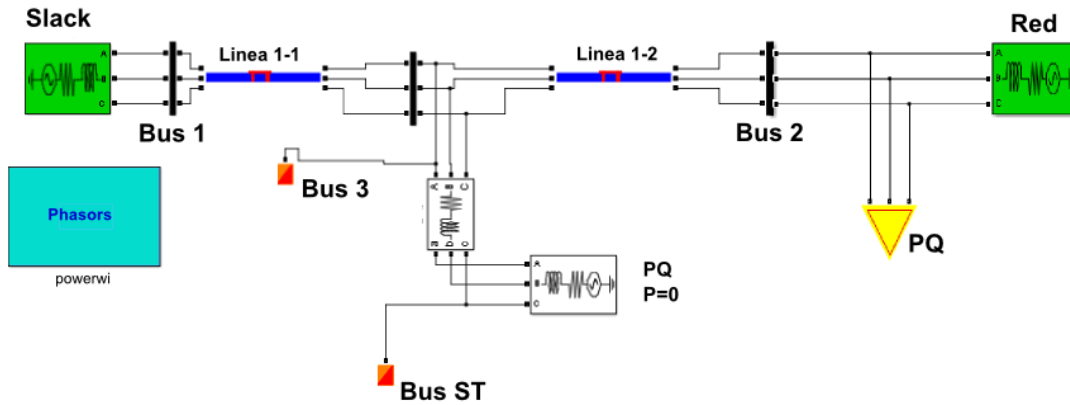 Slack
Red
Linea 1-1
Linea 1-2
A
B
C
A
B
C
Bus 1
Bus 2
Bus 3
A
B
C
Phasors
PQ
powerwi
A
B
C
PQ
P=0
Bus ST